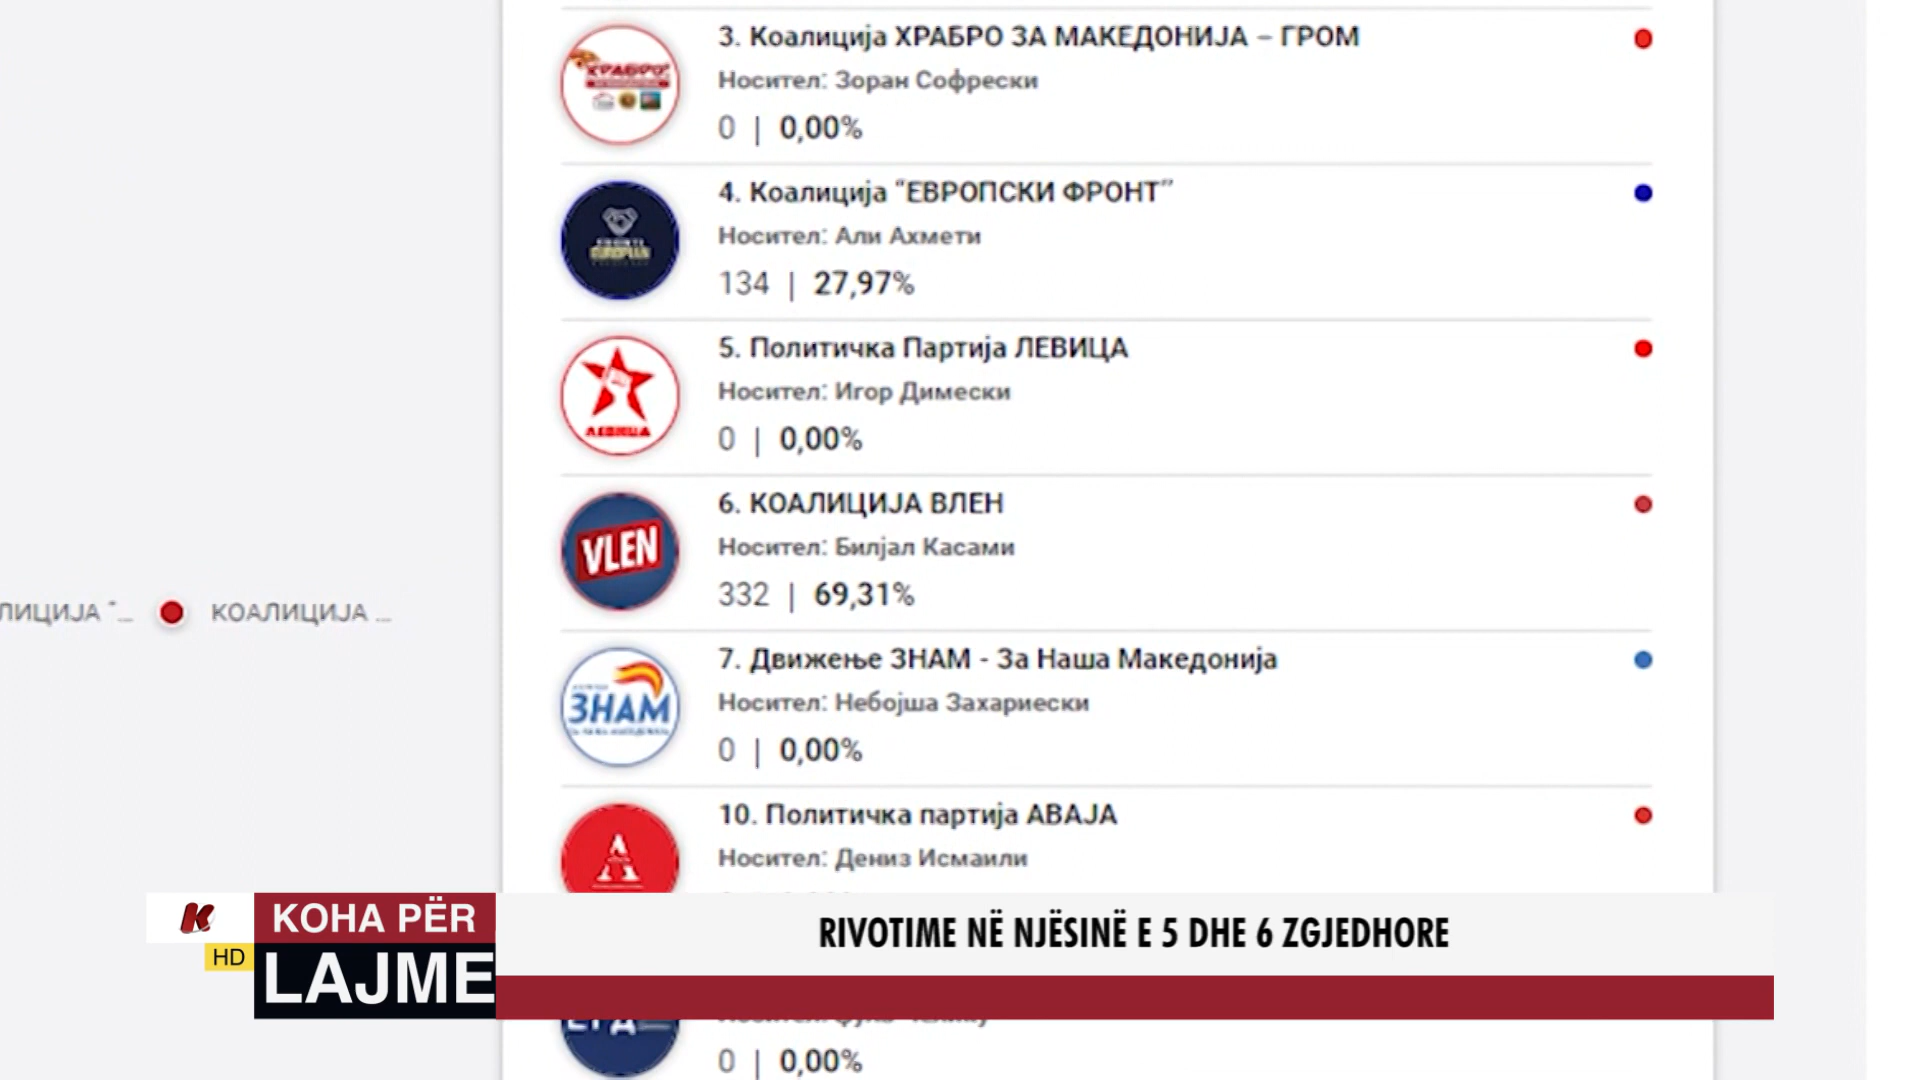 3. Коалиција ХРАБРО ЗА МАКЕДОНИЈА – ГРОМ
Носител: Зоран Софрески
0 | 0,00%
4. Коалиција “ЕВРОПСКИ ФРОНТ”
Носител: Али Ахмети
134 | 27,97%
5. Политичка Партија ЛЕВИЦА
Носител: Игор Димески
0 | 0,00%
ЛЕВИЦА
6. КОАЛИЦИЈА ВЛЕН
Носител: Билјал Касами
332 | 69,31%
VLEN
КОАЛИЦИЈА ...
7. Движење ЗНАМ - За Наша Македонија
Носител: Небојша Захариески
0 | 0,00%
ЗНАМ
10. Политичка партија АВАЈА
Носител: Дениз Исмаили
A
K
HD
KOHA PËR
LAJME
RIVOTIME NË NJËSINË E 5 DHE 6 ZGJEDHORE
0 | 0,00%